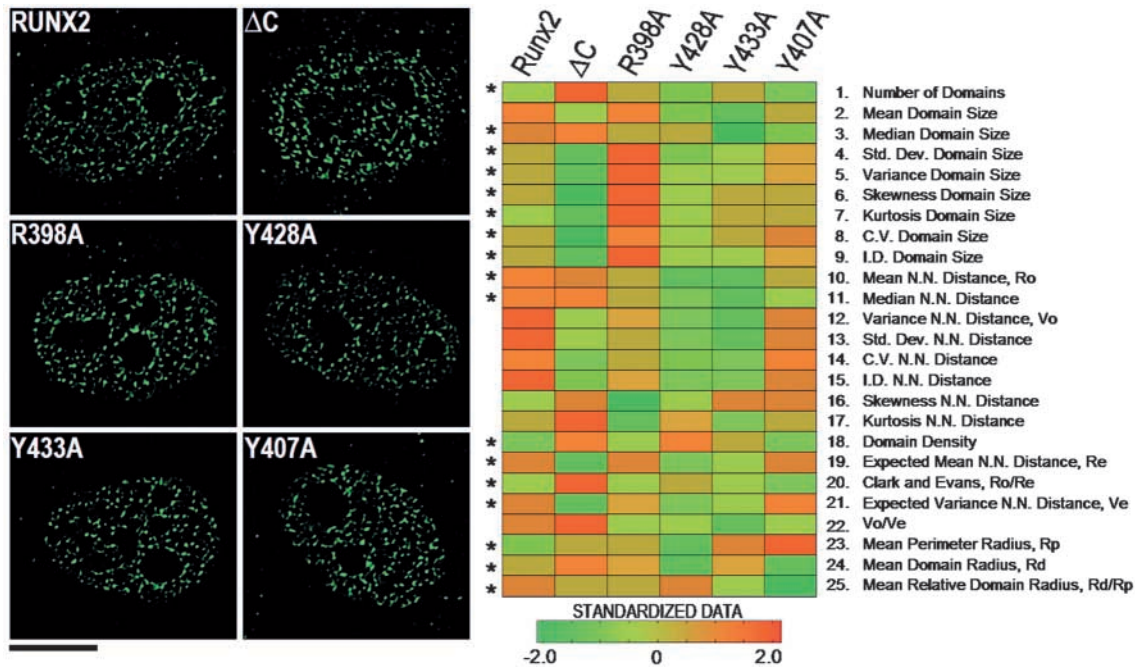 RUNX2
ΔC
R398A
Y428A
Y433A
Y407A
Runx2
ΔC
R398A
Y428A
Y433A
Y407A
* 1. Number of Domains
2. Mean Domain Size
* 3. Median Domain Size
* 4. Std. Dev. Domain Size
* 5. Variance Domain Size
* 6. Skewness Domain Size
* 7. Kurtosis Domain Size
* 8. C.V. Domain Size
* 9. I.D. Domain Size
* 10. Mean N.N. Distance, Ro
* 11. Median N.N. Distance
12. Variance N.N. Distance, Vo
13. Std. Dev. N.N. Distance
14. C.V. N.N. Distance
15. I.D. N.N. Distance
16. Skewness N.N. Distance
17. Kurtosis N.N. Distance
* 18. Domain Density
* 19. Expected Mean N.N. Distance, Re
* 20. Clark and Evans, Ro/Re
* 21. Expected Variance N.N. Distance, Ve
22. Vo/Ve
* 23. Mean Perimeter Radius, Rp
* 24. Mean Domain Radius, Rd
* 25. Mean Relative Domain Radius, Rd/Rp
STANDARDIZED DATA
-2.0 0 2.0